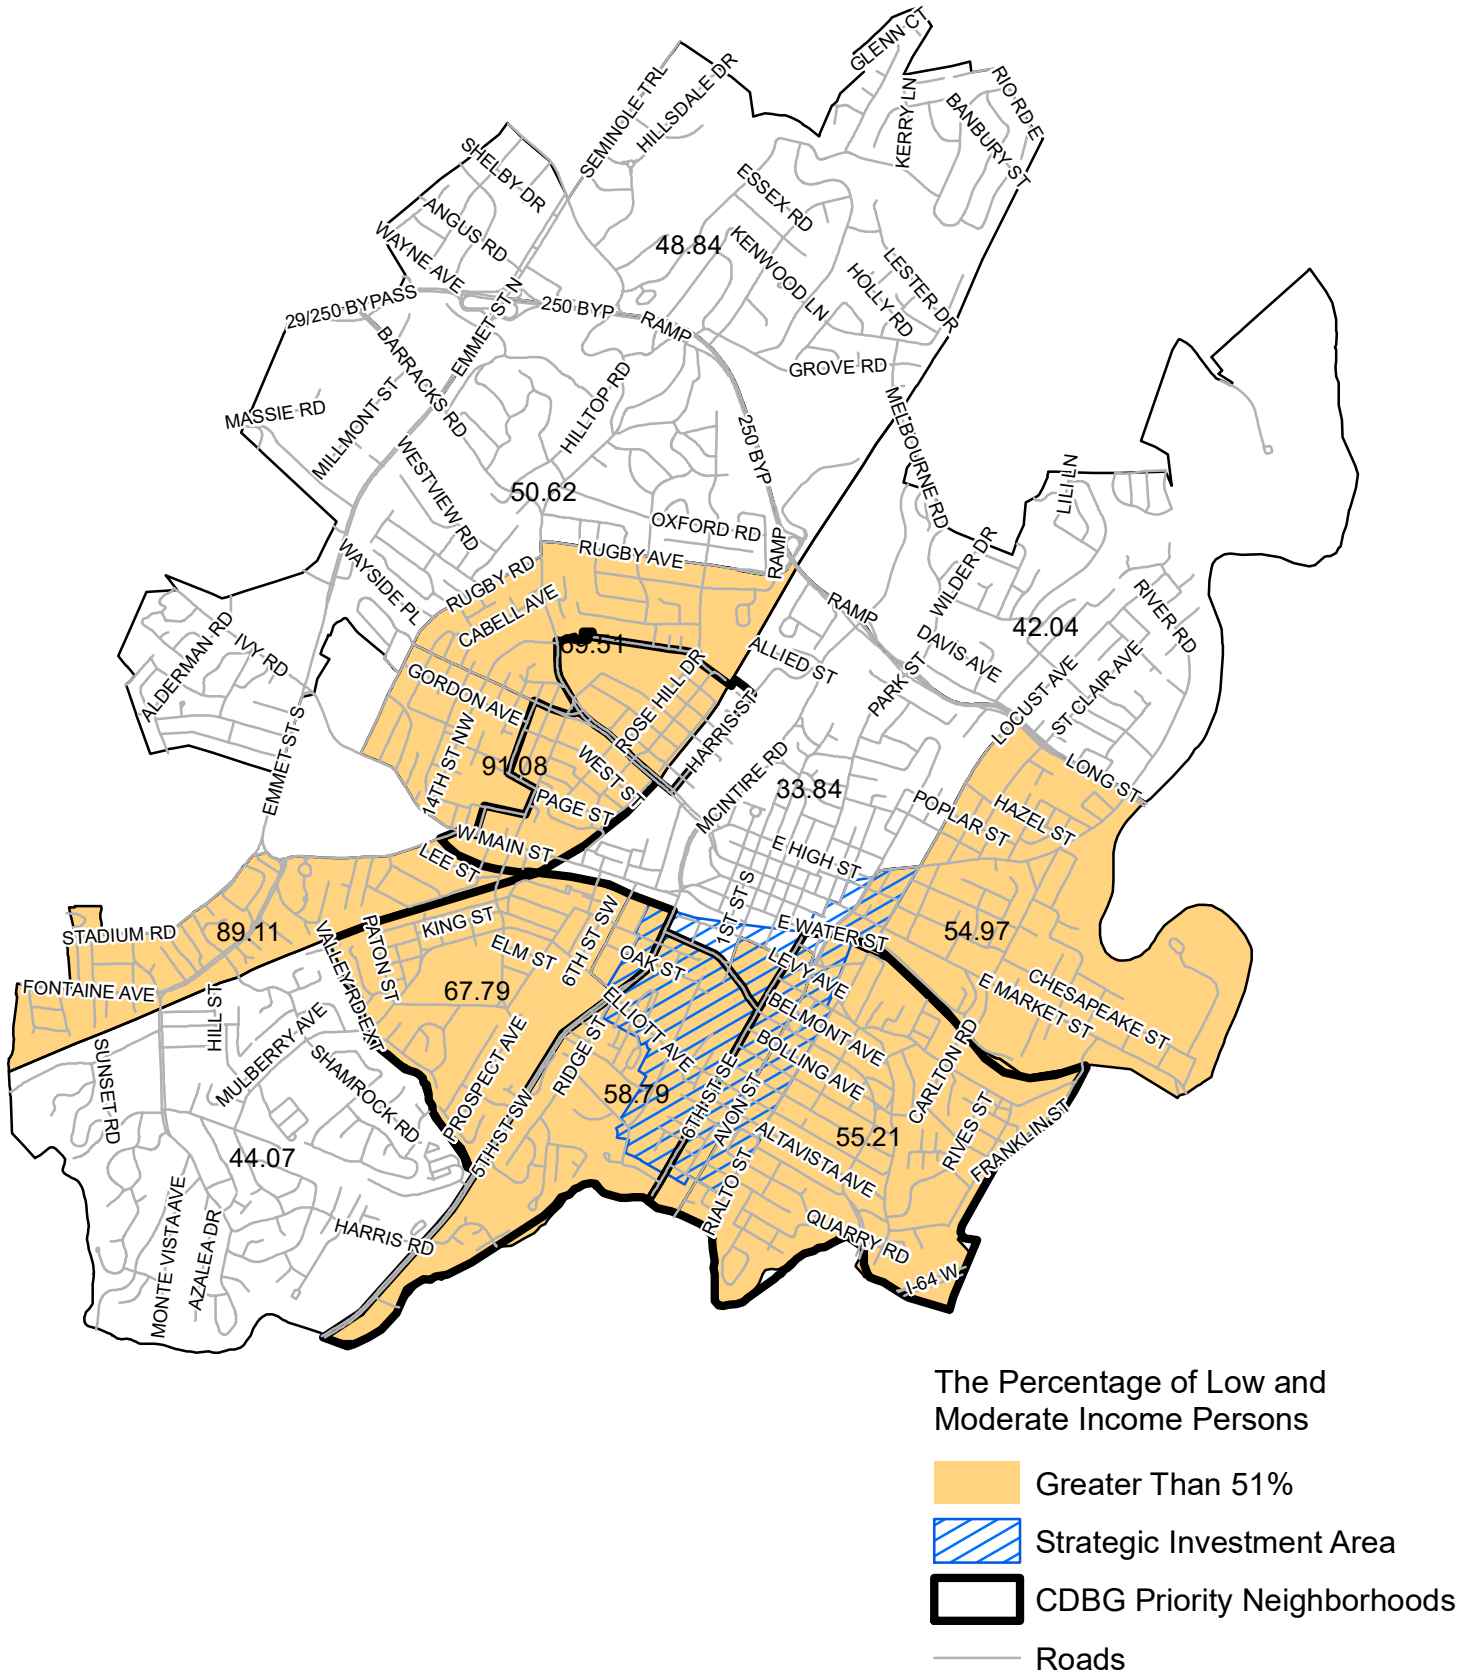 GLENN CT
RIO RD E
KERRY LN
BANBURY ST
SEMINOLE TRL
HILLSDALE DR
SHELBY DR
ESSEX RD
ANGUS RD
WAYNE AVE
48.84
KENWOOD LN
LESTER DR
HOLLY RD
29/250 BYPASS
EMMET ST N
250 BYP
RAMP
BARRACKS RD
GROVE RD
HILLTOP RD
MASSIE RD
MILLMONT ST
MELBOURNE RD
250 BYP
WESTVIEW RD
LILI LN
50.62
OXFORD RD
RAMP
RUGBY AVE
WAYSIDE PL
RUGBY RD
CABELL AVE
WILDER DR
RAMP
RIVER RD
42.04
ALDERMAN RD
IVY RD
69.51
ALLIED ST
DAVIS AVE
PARK ST
LOCUST AVE
ST CLAIR AVE
GORDON AVE
ROSE HILL DR
HARRIS ST
EMMET ST S
14TH ST NW
91.08
WEST ST
MCINTIRE RD
33.84
LONG ST
PAGE ST
POPLAR ST
HAZEL ST
W MAIN ST
LEE ST
E HIGH ST
1ST ST S
STADIUM RD
89.11
VALLEY RD EXT
PATON ST
KING ST
6TH ST SW
E WATER ST
54.97
ELM ST
OAK ST
LEVY AVE
CHESAPEAKE ST
E MARKET ST
FONTAINE AVE
67.79
HILL ST
MULBERRY AVE
ELLIOTT AVE
BELMONT AVE
BOLLING AVE
SUNSET RD
SHAMROCK RD
PROSPECT AVE
RIDGE ST
58.79
6TH ST SE
AVON ST
CARLTON RD
55.21
RIVES ST
FRANKLIN ST
44.07
5TH ST SW
ALTAVISTA AVE
MONTE VISTA AVE
AZALEA DR
HARRIS RD
RIALTO ST
QUARRY RD
I-64 W
The Percentage of Low and
Moderate Income Persons
Greater Than 51%
Strategic Investment Area
CDBG Priority Neighborhoods
Roads